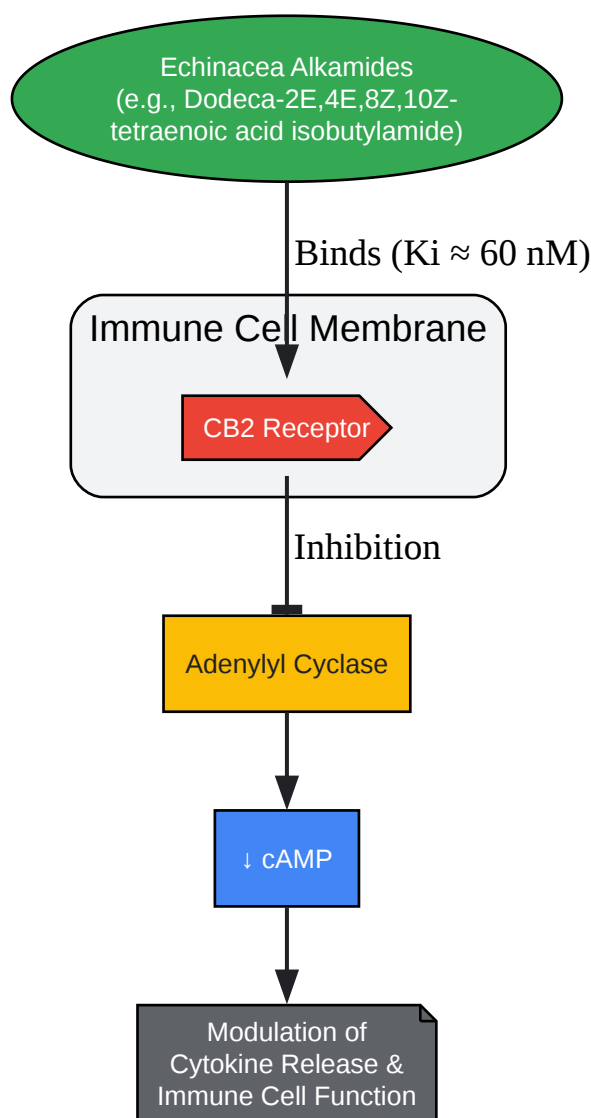 Echinacea Alkamides
(e.g., Dodeca-2E,4E,8Z,10Z-
tetraenoic acid isobutylamide)
Binds (Ki ≈ 60 nM)
Immune Cell Membrane
CB2 Receptor
Inhibition
Adenylyl Cyclase
↓ cAMP
Modulation of
Cytokine Release &
Immune Cell Function